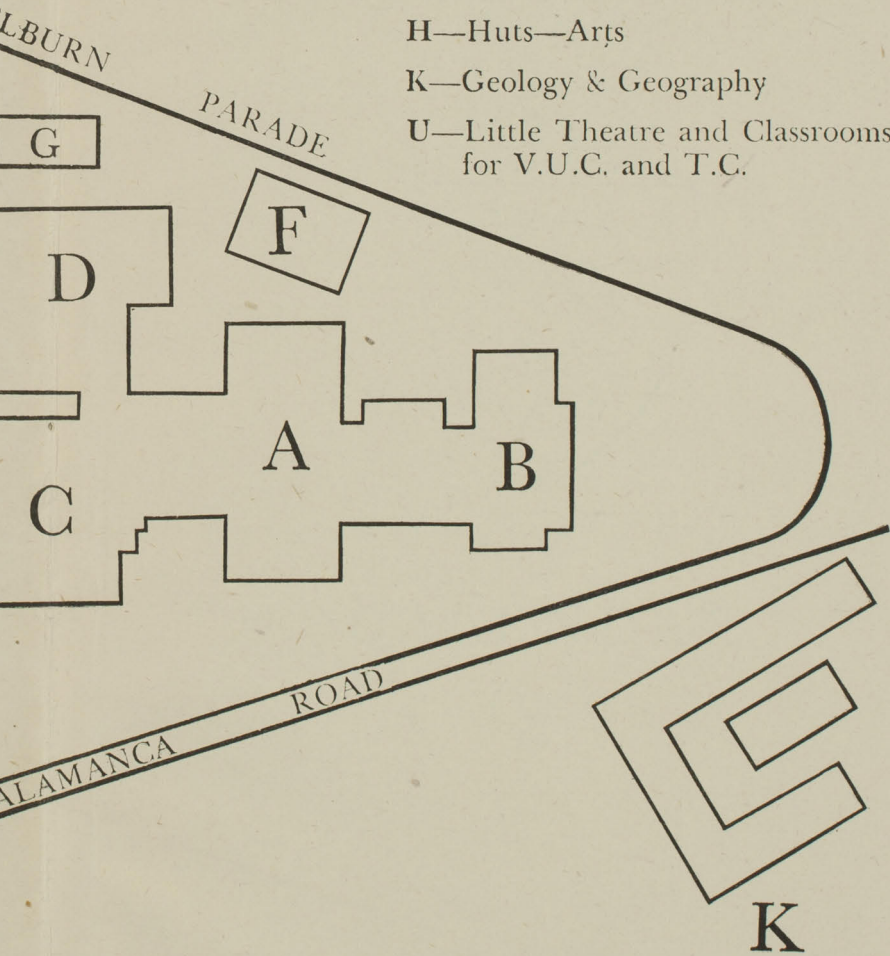 H—Huts—Arts
K—Geology & Geography
U—Little Theatre and Classrooms
for V.U.C. and T.C.
LBURN PARADE
G
F
D
A
B
C
ALAMANCA ROAD
K